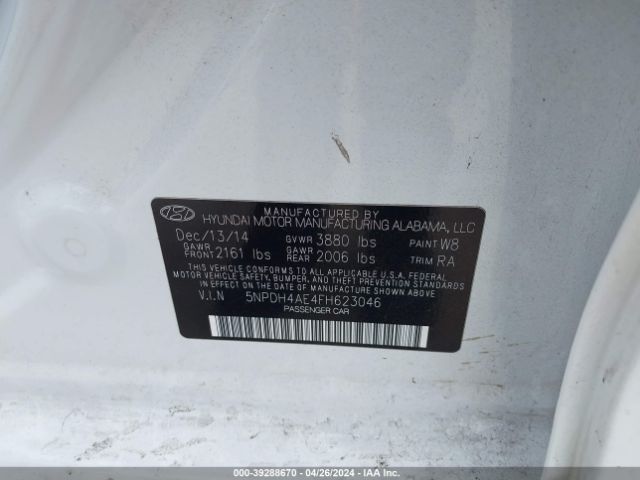 MANUFACTURED BY
HYUNDAI MOTOR MANUFACTURING ALABAMA, LLC
Dec/13/14 GVWR 3880 lbs PAINT W8
GAWR FRONT 2161 lbs GAWR REAR 2006 lbs TRIM RA
THIS VEHICLE CONFORMS TO ALL APPLICABLE U.S.A. FEDERAL
MOTOR VEHICLE SAFETY, BUMPER, AND THEFT PREVENTION STANDARDS
IN EFFECT ON THE DATE OF MANUFACTURE SHOWN ABOVE.
V.I.N 5NPDH4AE4FH623046
PASSENGER CAR
000-39288670 - 04/26/2024 - IAA